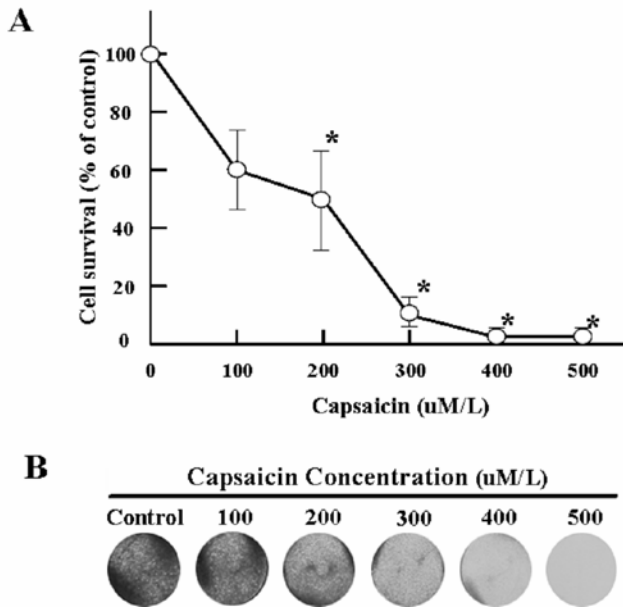 A
100
80
60
40
20
0
Cell survival (% of control)
*
*
*
*
0 100 200 300 400 500
Capsaicin (uM/L)
B
Capsaicin Concentration (uM/L)
Control 100 200 300 400 500